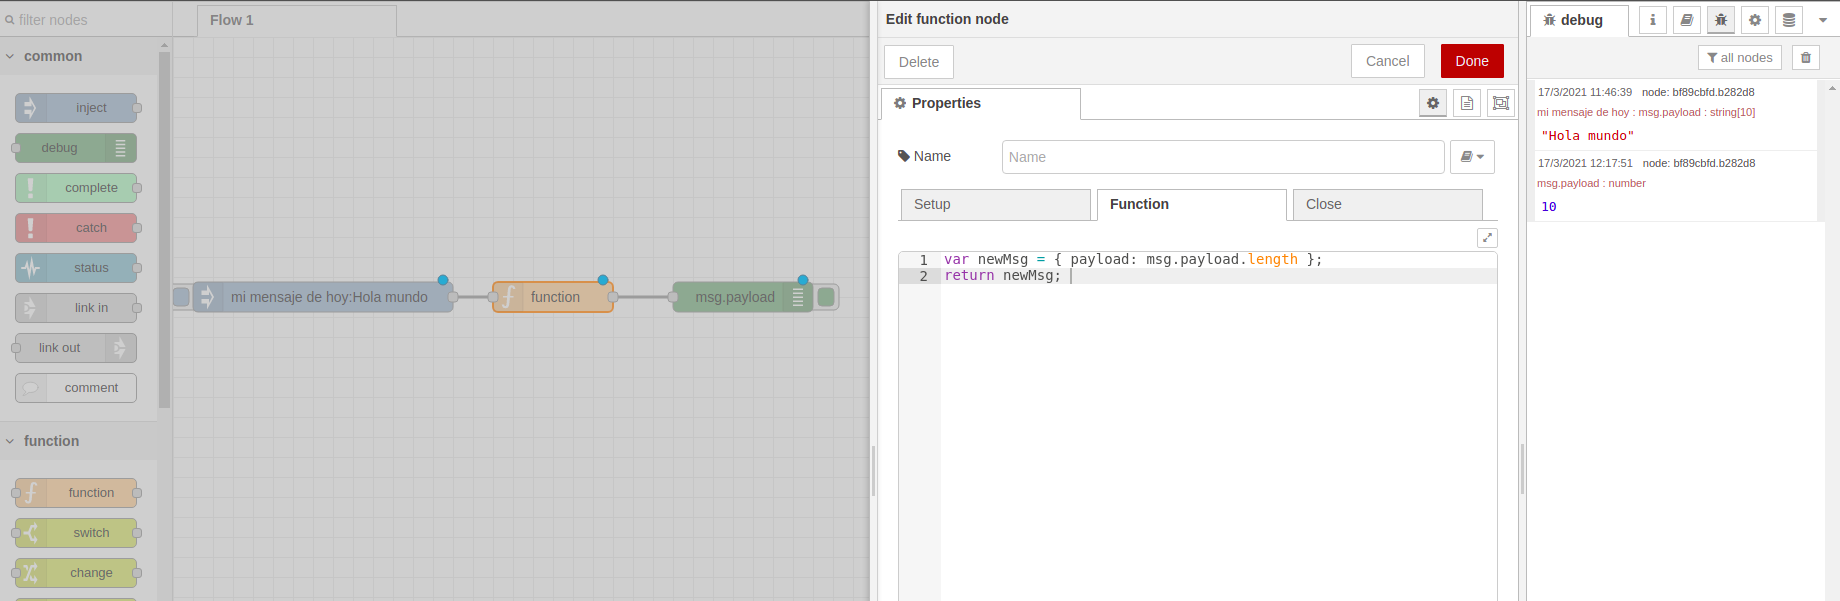 filter nodes
common
inject
debug
complete
catch
status
link in
link out
comment
function
function
switch
change
Flow 1
mi mensaje de hoy:Hola mundo
function
msg.payload
Edit function node
Delete
Cancel
Done
Properties
Name
Name
Setup
Function
Close
1 var newMsg = { payload: msg.payload.length };
2 return newMsg;
debug
all nodes
17/3/2021 11:46:39 node: bf89cbfd.b282d8
mi mensaje de hoy : msg.payload : string[10]
"Hola mundo"
17/3/2021 12:17:51 node: bf89cbfd.b282d8
msg.payload : number
10